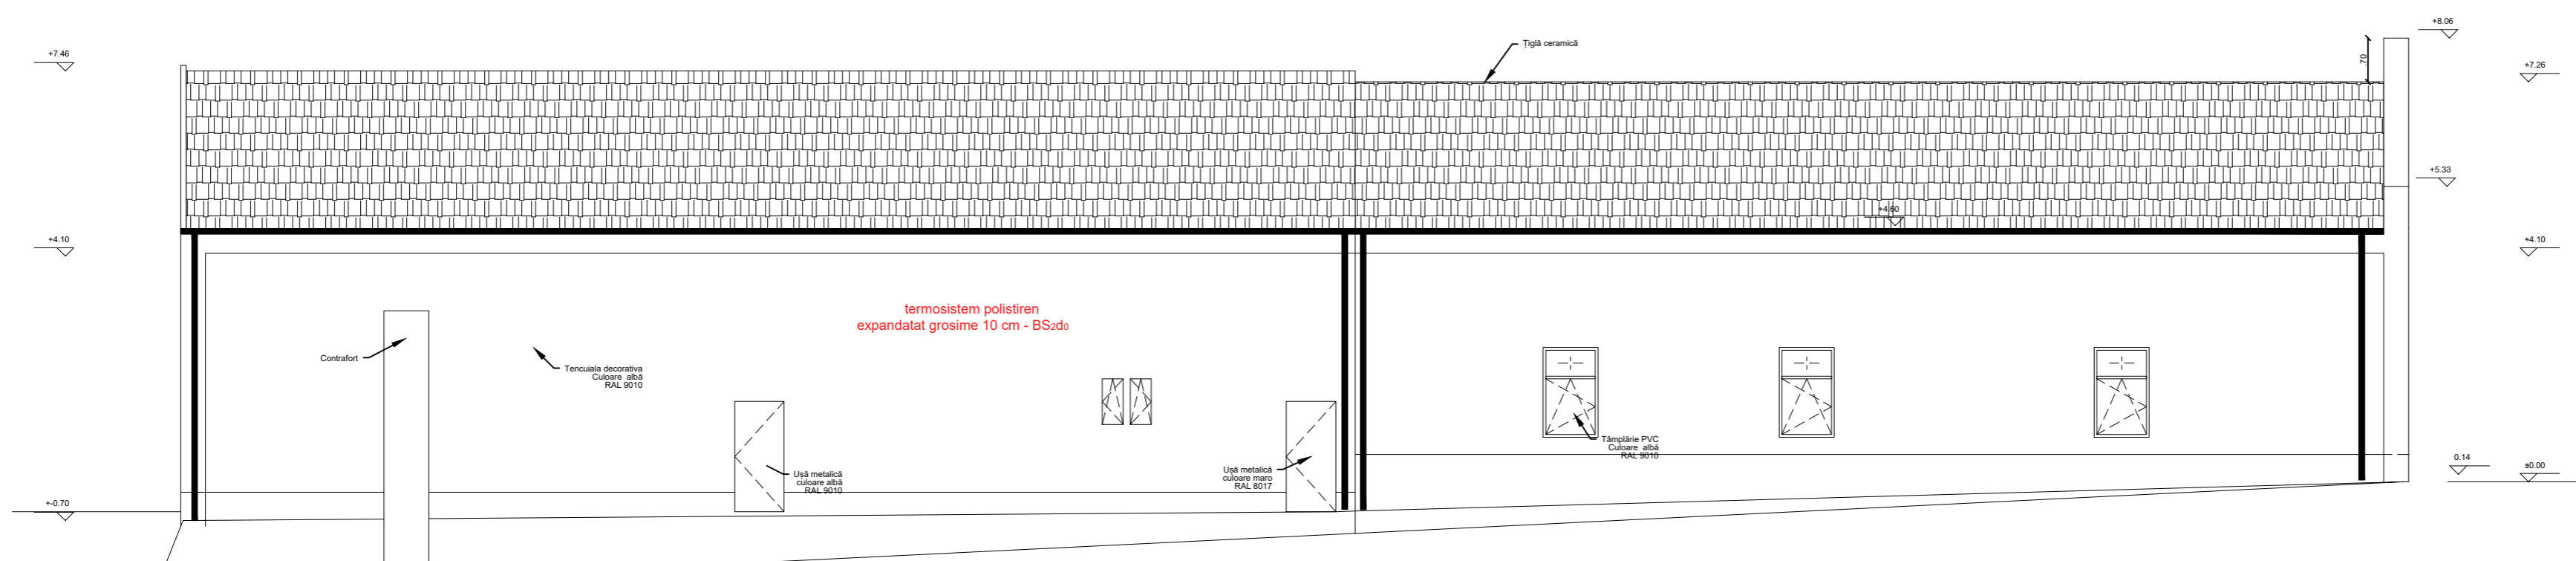 +8.06
Țiglă ceramică
+7.46
.70
+7.26
+5.33
+4.60
+4.10
+4.10
termosistem polistiren
expandatat grosime 10 cm - BS2d0
Contrafort
Tencuiala decorativa
Culoare albă
RAL 9010
Tâmplărie PVC
Culoare albă
RAL 9010
Ușă metalică
culoare albă
RAL 9010
Ușă metalică
culoare maro
RAL 8017
0.14
±0.00
+-0.70